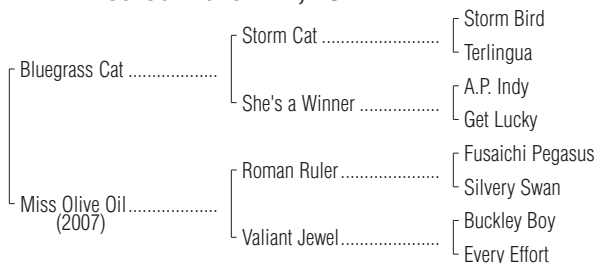 Storm Bird
Storm Cat ........................
Terlingua
Bluegrass Cat ..................
A.P. Indy
She's a Winner ................
Get Lucky
Fusaichi Pegasus
Roman Ruler....................
Silvery Swan
Miss Olive Oil..................
(2007)
Buckley Boy
Valiant Jewel....................
Every Effort